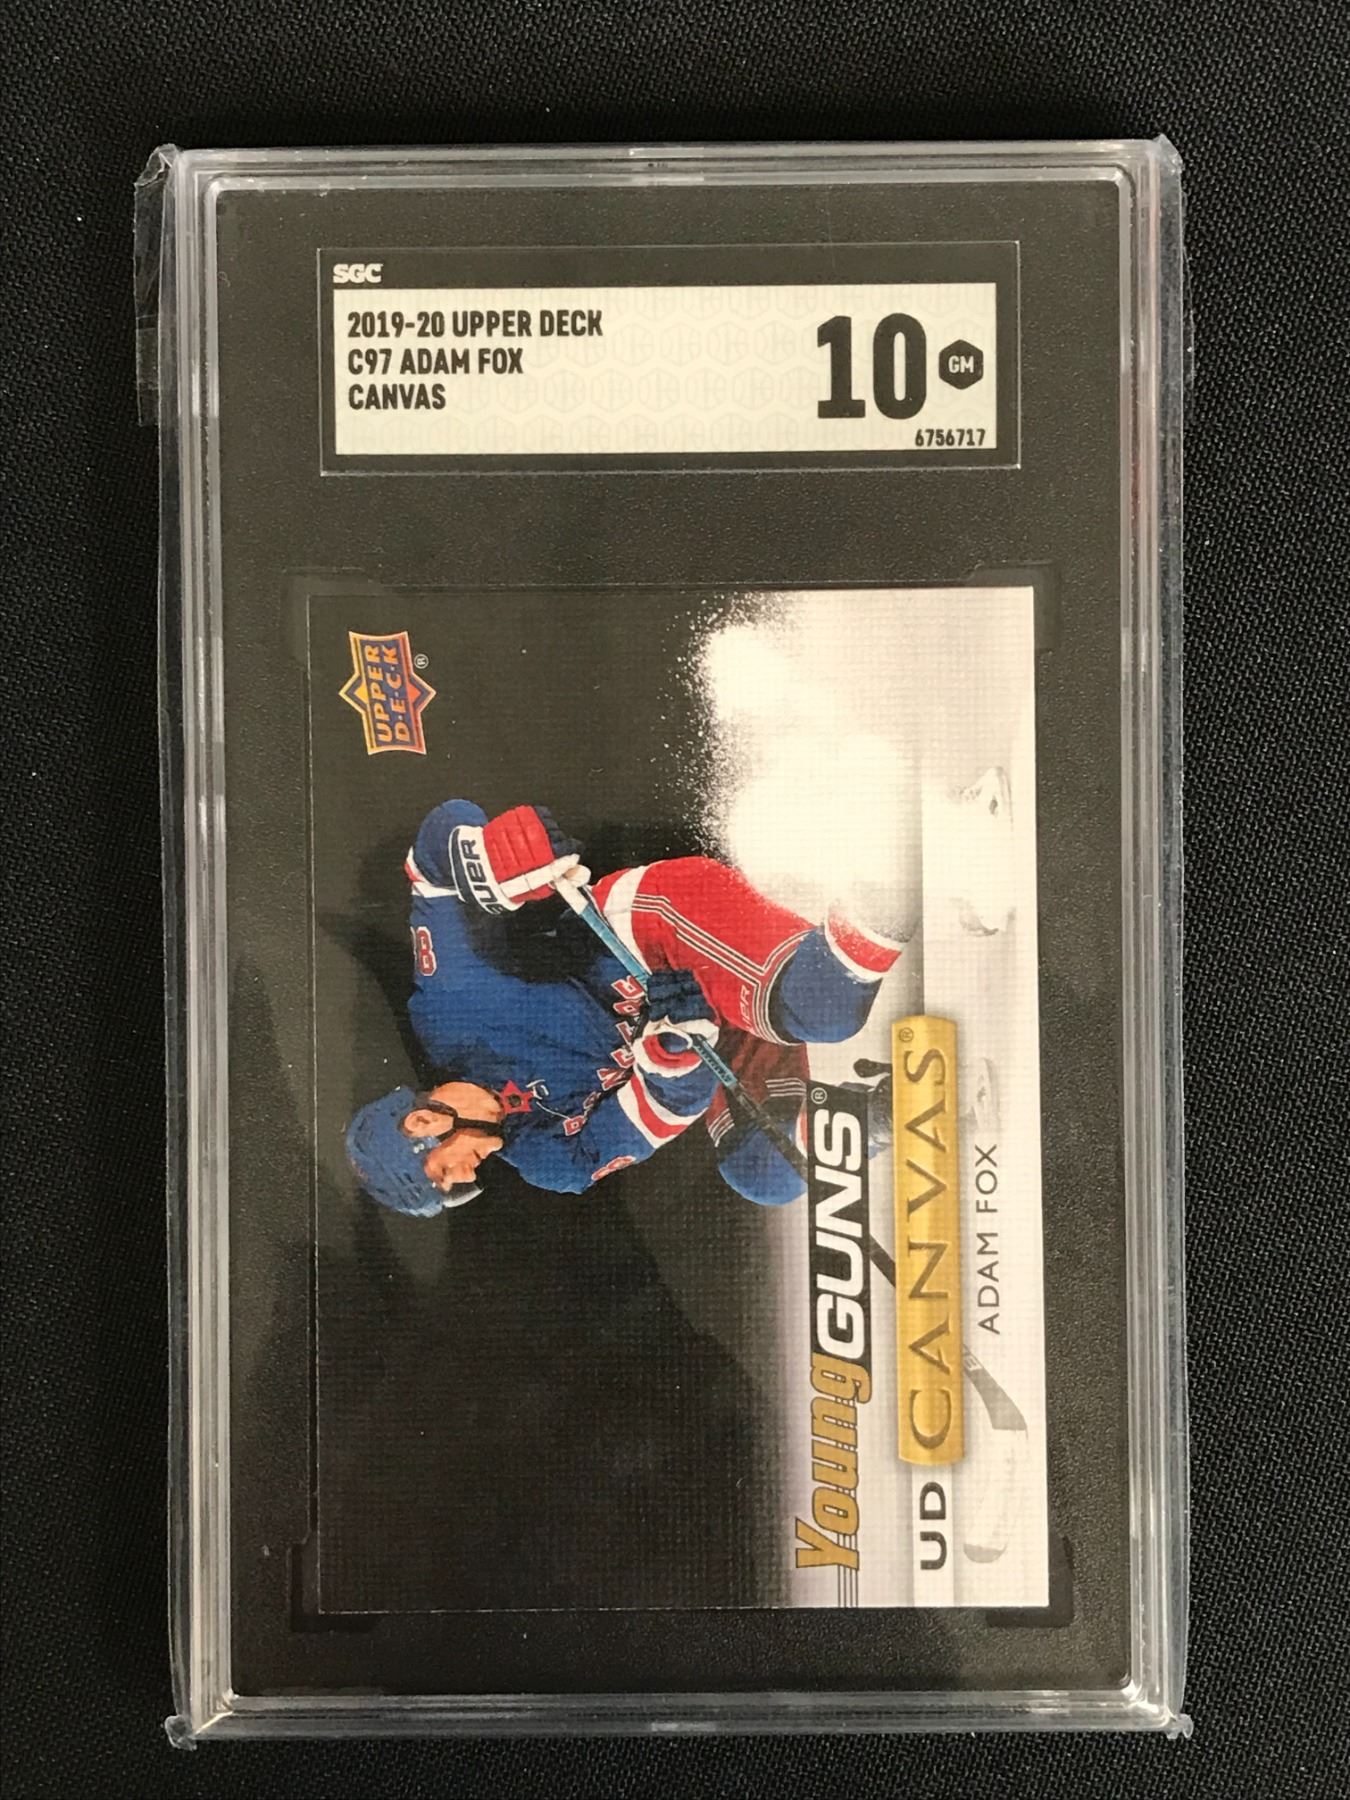 SGC
2019-20 UPPER DECK
C97 ADAM FOX
CANVAS
10
GM
6756717
UPPER
D·E·C·K
®
BAUER
Young GUNS®
UD CANVAS®
ADAM FOX